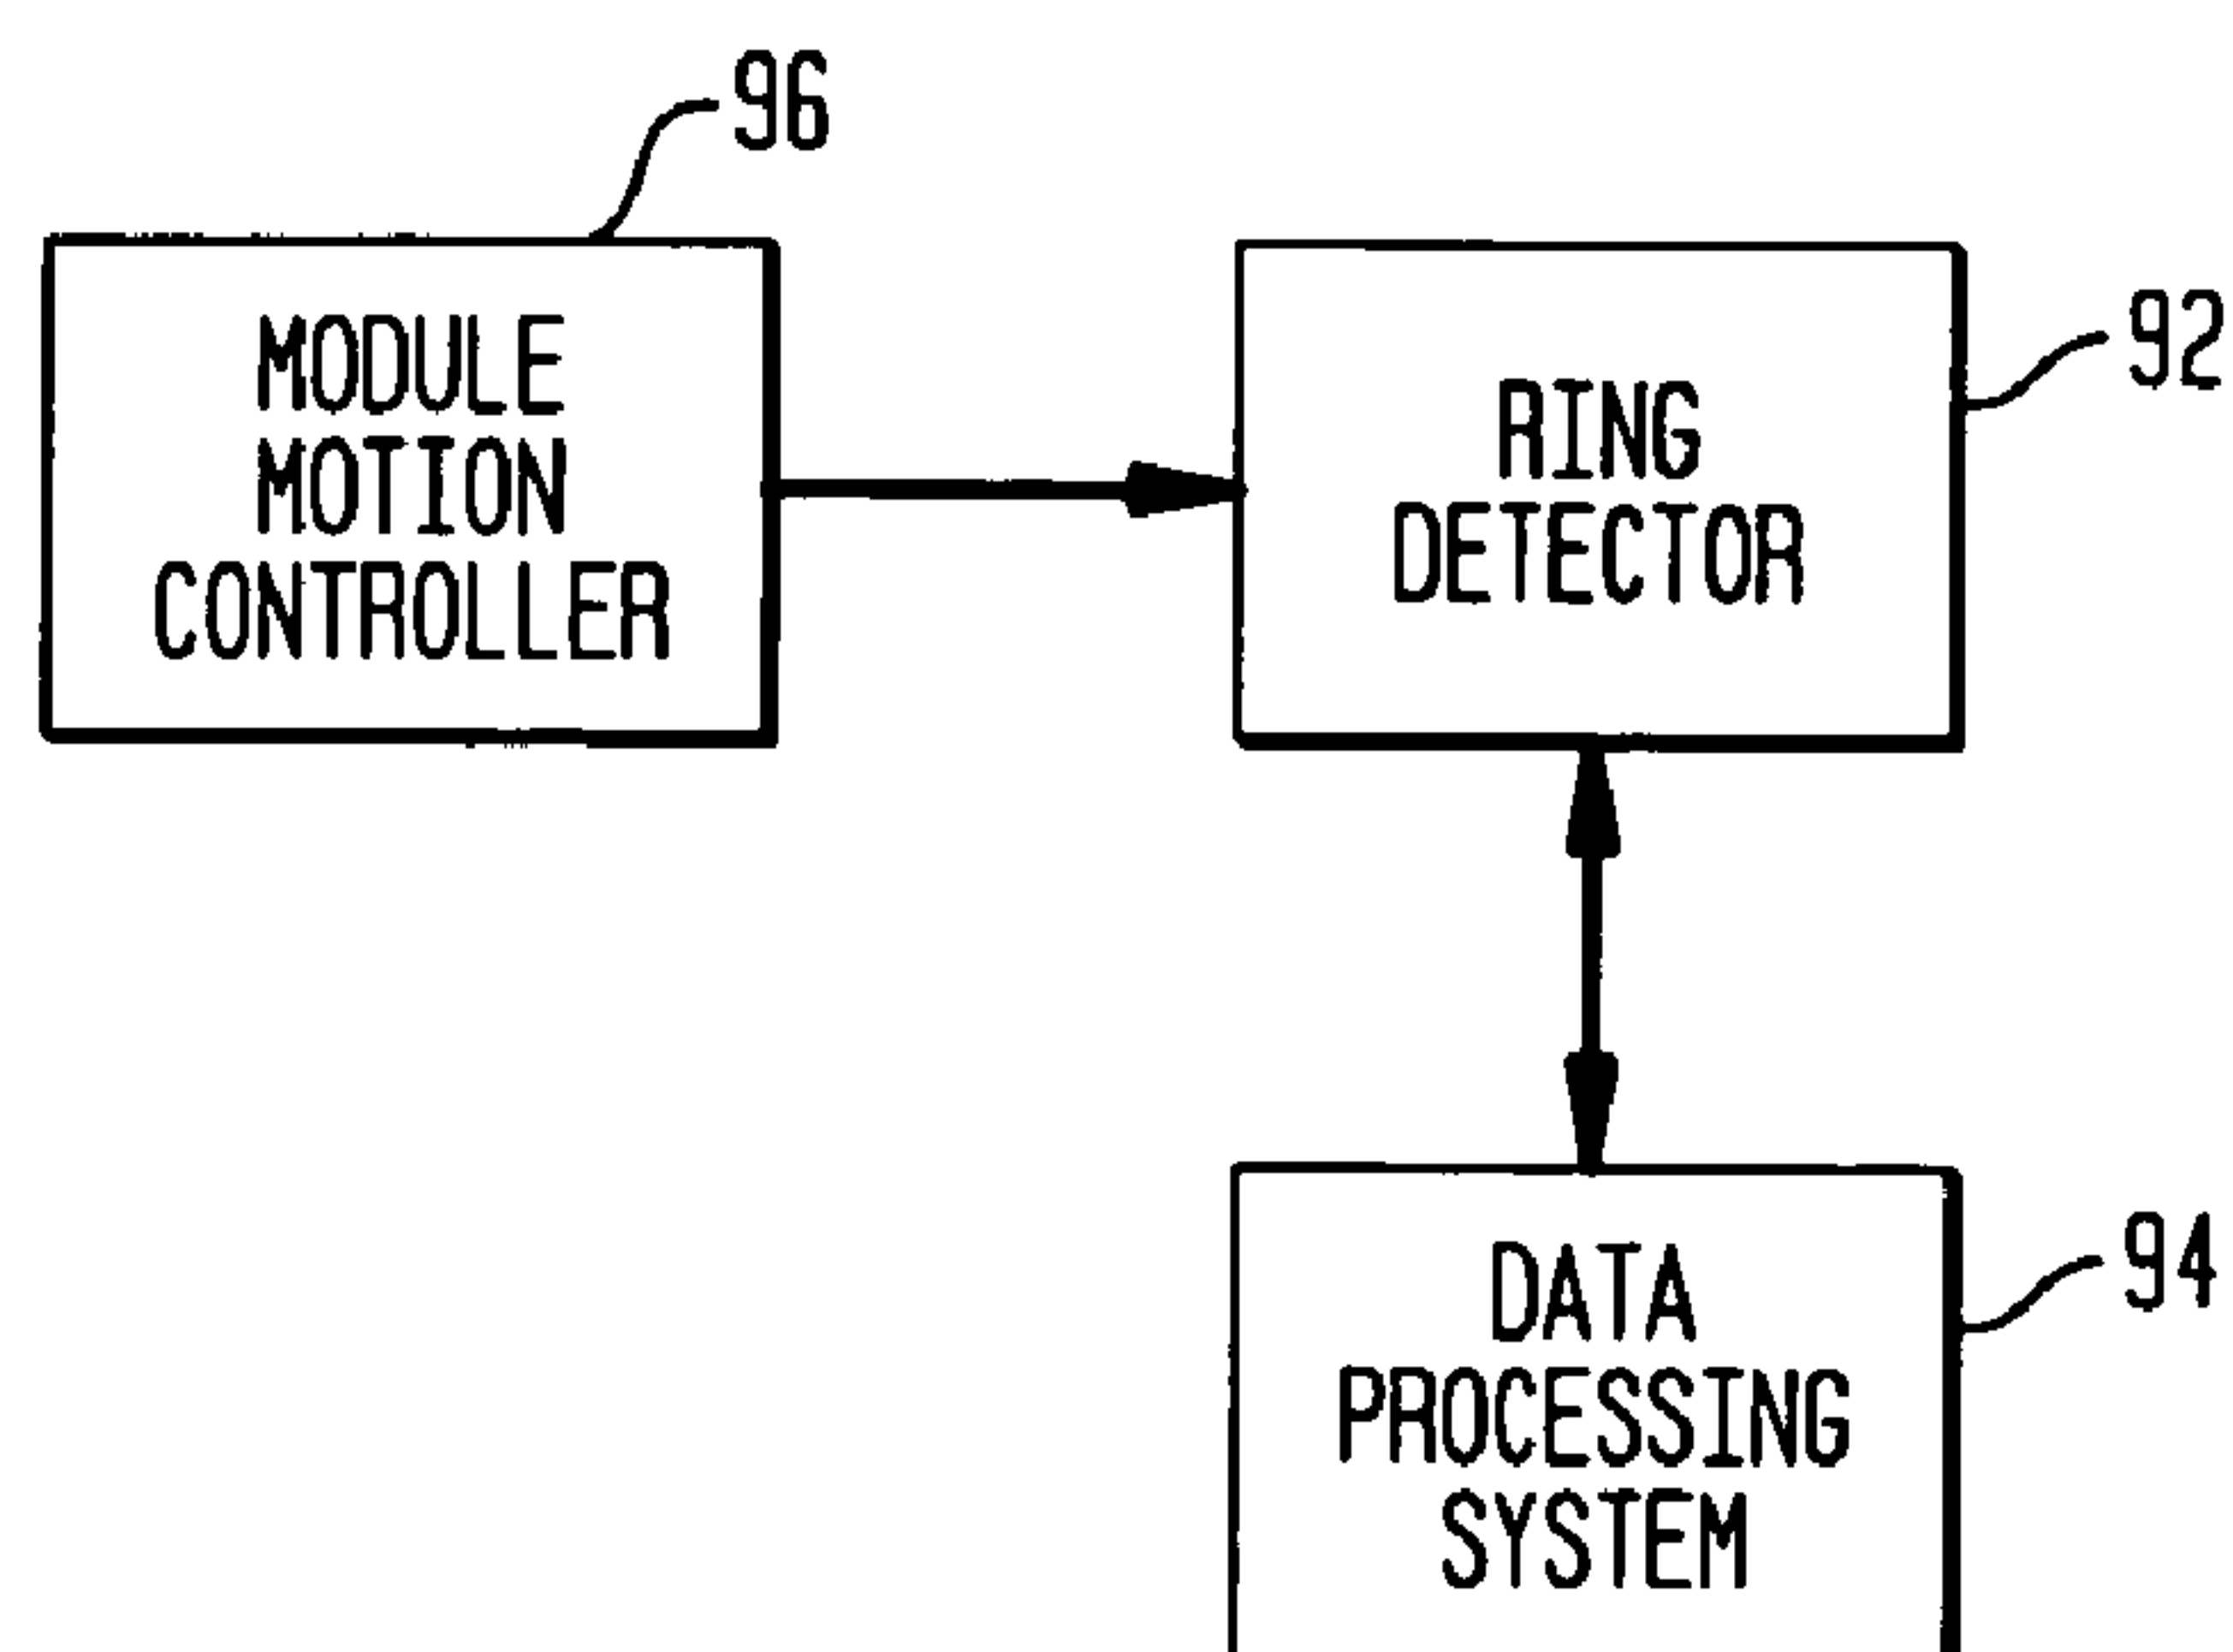 96
MODULE
MOTION
CONTROLLER
RING
DETECTOR
92
DATA
PROCESSING
SYSTEM
94